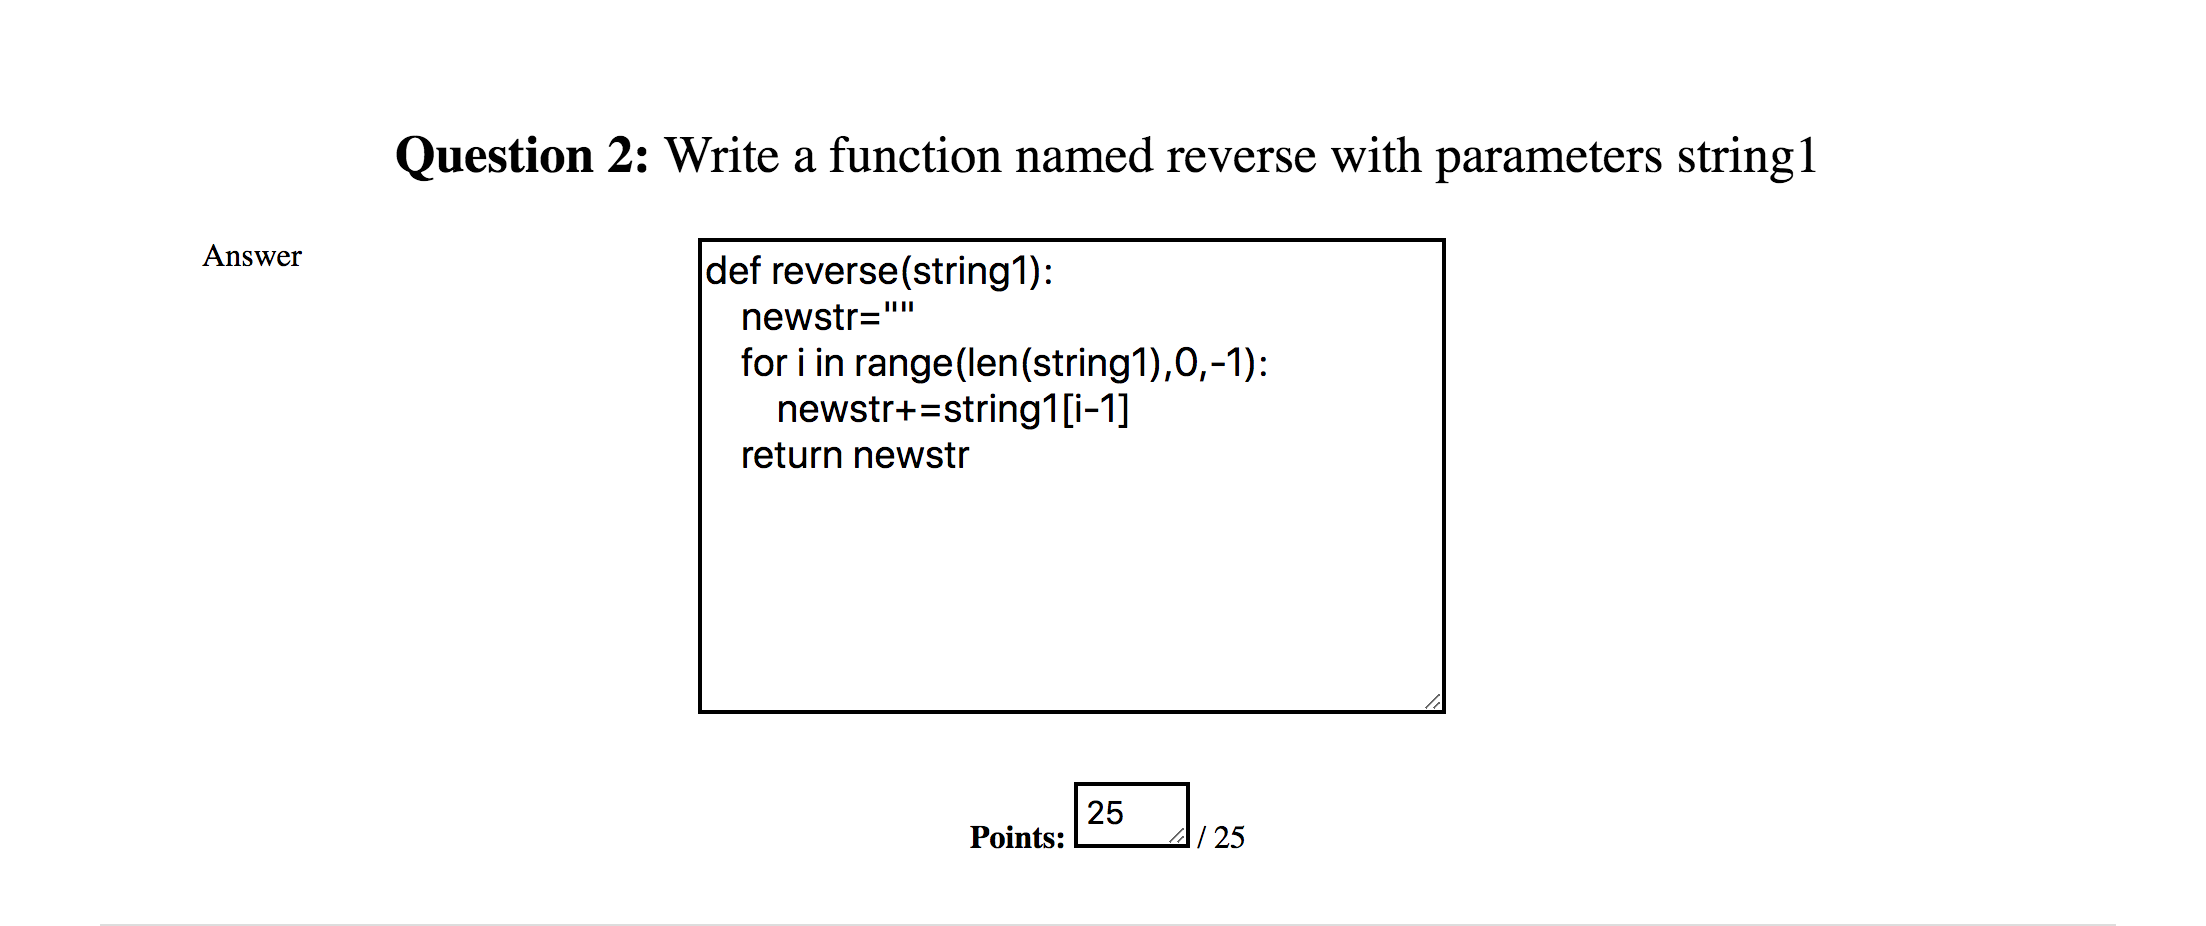 Question 2: Write a function named reverse with parameters string1
Answer
def reverse(string1):
    newstr=""
    for i in range(len(string1),0,-1):
        newstr+=string1[i-1]
    return newstr
Points: 25 / 25